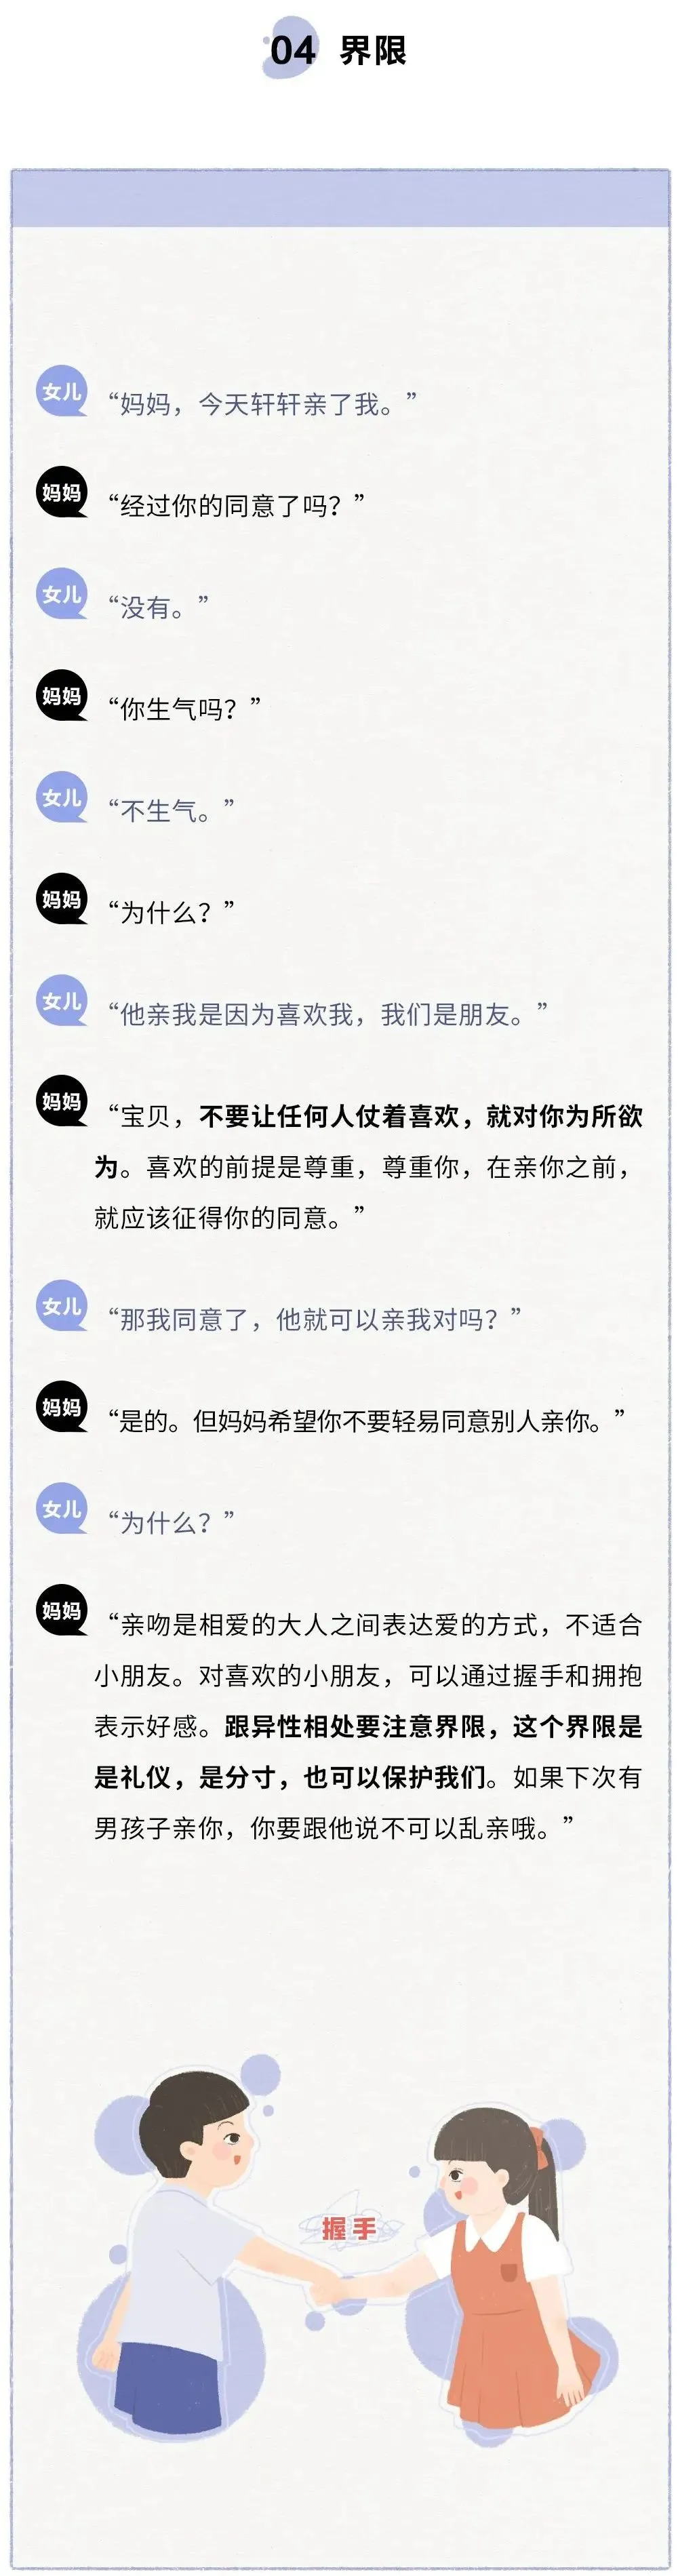 04 界限
女儿 “妈妈，今天轩轩亲了我。”
妈妈 “经过你的同意了吗？”
女儿 “没有。”
妈妈 “你生气吗？”
女儿 “不生气。”
妈妈 “为什么？”
女儿 “他亲我是因为喜欢我，我们是朋友。”
妈妈 “宝贝，不要让任何人仗着喜欢，就对你为所欲
为。喜欢的前提是尊重，尊重你，在亲你之前，
就应该征得你的同意。”
女儿 “那我同意了，他就可以亲我对吗？”
妈妈 “是的。但妈妈希望你不要轻易同意别人亲你。”
女儿 “为什么？”
妈妈 “亲吻是相爱的大人之间表达爱的方式，不适合
小朋友。对喜欢的小朋友，可以通过握手和拥抱
表示好感。跟异性相处要注意界限，这个界限是
是礼仪，是分寸，也可以保护我们。如果下次有
男孩子亲你，你要跟他说不可以乱亲哦。”
握手